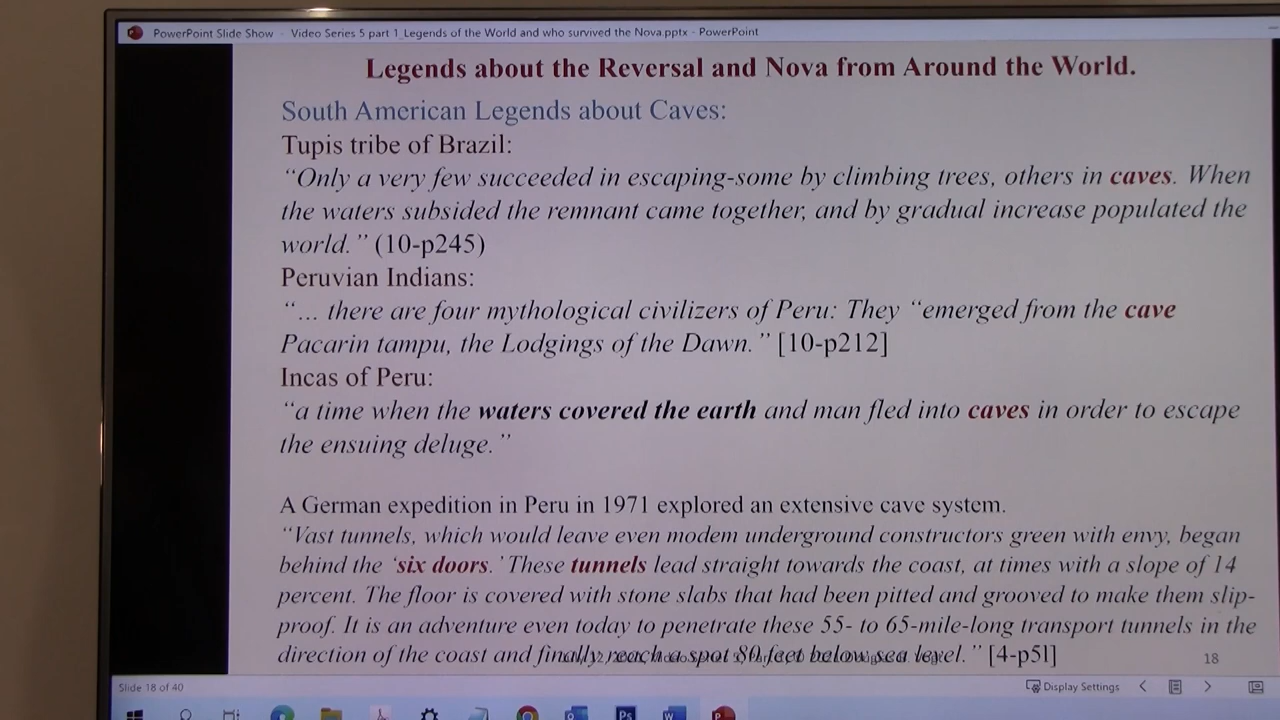 PowerPoint Slide Show - Video Series 5 part 1_Legends of the World and who survived the Nova.pptx - PowerPoint
Legends about the Reversal and Nova from Around the World.
South American Legends about Caves:
Tupis tribe of Brazil:
“Only a very few succeeded in escaping-some by climbing trees, others in caves. When
the waters subsided the remnant came together, and by gradual increase populated the
world.” (10-p245)
Peruvian Indians:
“... there are four mythological civilizers of Peru: They “emerged from the cave
Pacarin tampu, the Lodgings of the Dawn.” [10-p212]
Incas of Peru:
“a time when the waters covered the earth and man fled into caves in order to escape
the ensuing deluge.”
A German expedition in Peru in 1971 explored an extensive cave system.
“Vast tunnels, which would leave even modem underground constructors green with envy, began
behind the ‘six doors.’ These tunnels lead straight towards the coast, at times with a slope of 14
percent. The floor is covered with stone slabs that had been pitted and grooved to make them slip-
proof. It is an adventure even today to penetrate these 55- to 65-mile-long transport tunnels in the
direction of the coast and finally reach a spot 80 feet below sea level.” [4-p5l]
18
Slide 18 of 40
Display Settings